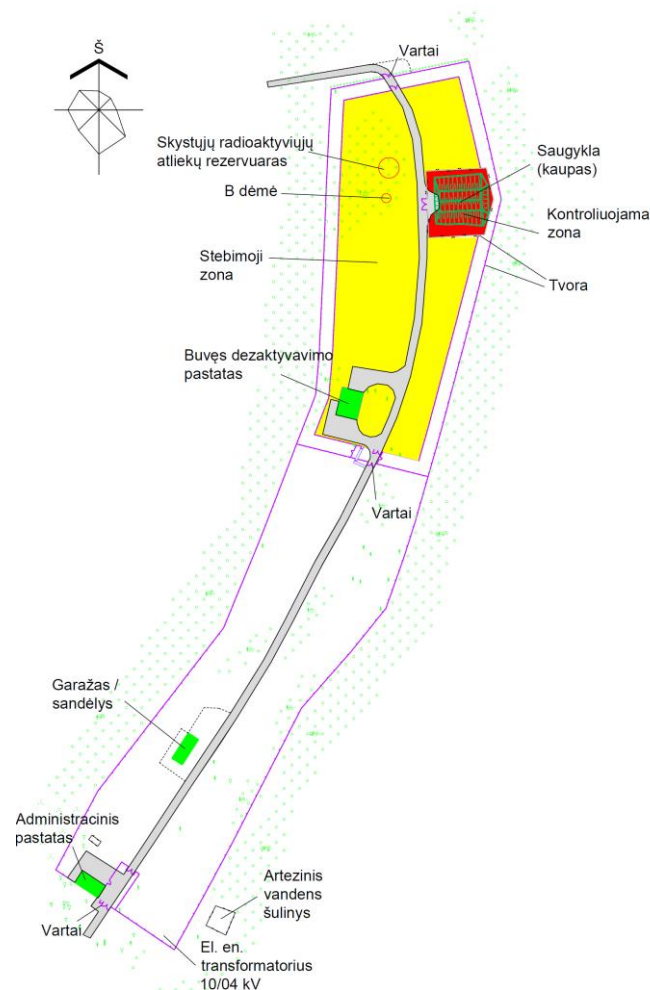 Š
Vartai
Skystųjų radioaktyviųjų
atliekų rezervuaras
B dėmė
Saugykla
(kaupas)
Kontroliuojama
zona
Stebimoji
zona
Tvora
Buvęs dezaktyvavimo
pastatas
Vartai
Garažas /
sandėlys
Administracinis
pastatas
Artezinis
vandens
šulinys
Vartai
El. en.
transformatorius
10/04 kV